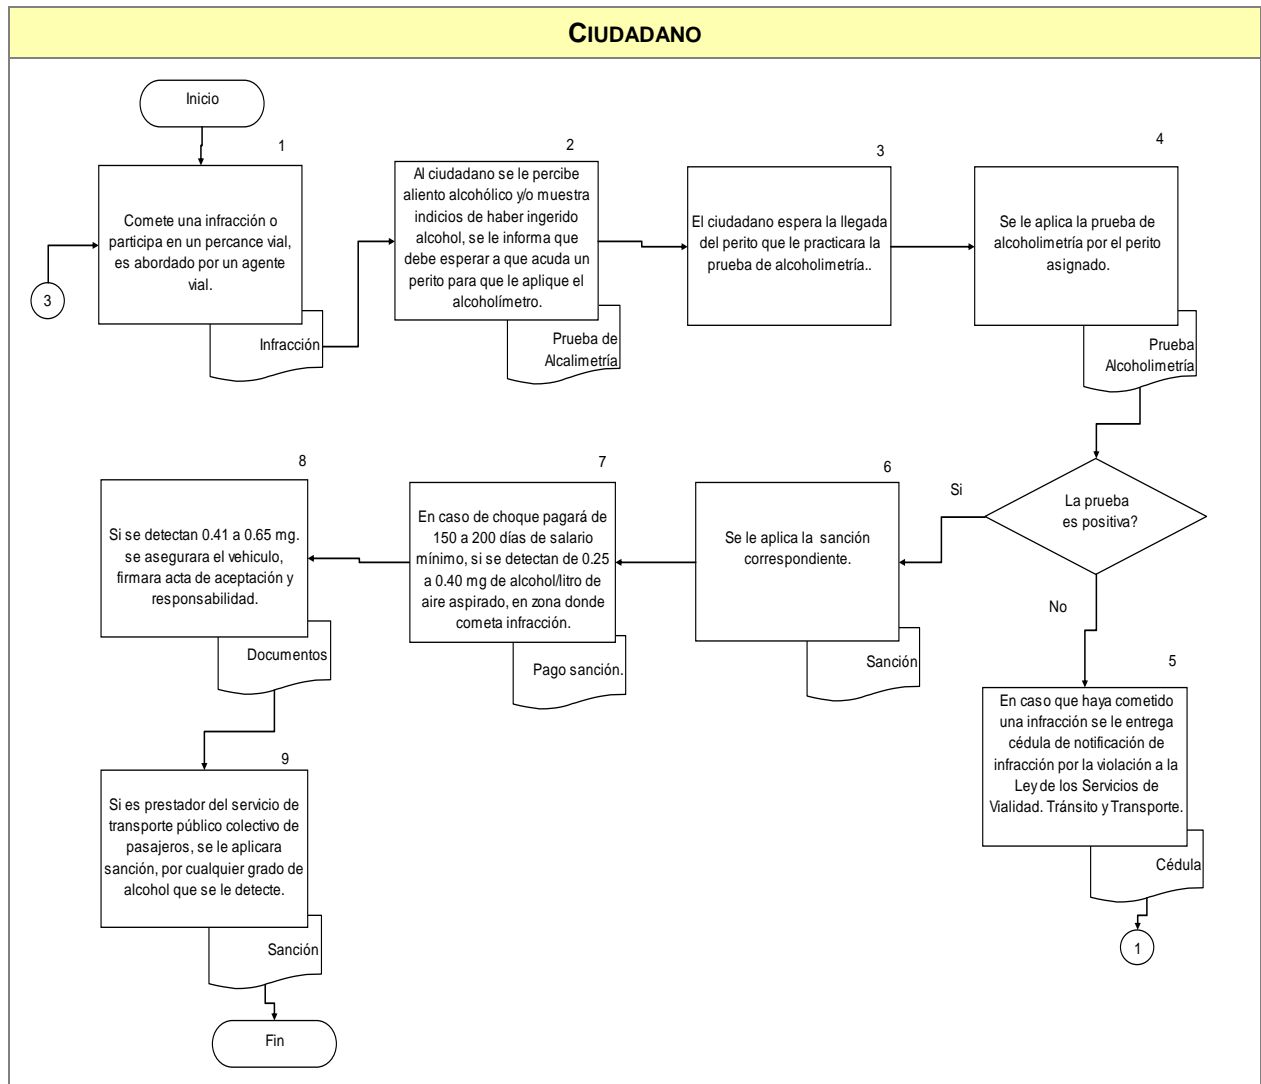 CIUDADANO
Inicio
1
Comete una infracción o
participa en un percance vial,
es abordado por un agente
vial.
Infracción
3
2
Al ciudadano se le percibe
aliento alcohólico y/o muestra
indicios de haber ingerido
alcohol, se le informa que
debe esperar a que acuda un
perito para que le aplique el
alcoholímetro.
Prueba de
Alcalimetría
3
El ciudadano espera la llegada
del perito que le practicara la
prueba de alcoholimetría..
4
Se le aplica la prueba de
alcoholimetría por el perito
asignado.
Prueba
Alcoholimetría
La prueba
es positiva?
Si
No
5
En caso que haya cometido
una infracción se le entrega
cédula de notificación de
infracción por la violación a la
Ley de los Servicios de
Vialidad. Tránsito y Transporte.
Cédula
1
6
Se le aplica la sanción
correspondiente.
Sanción
7
En caso de choque pagará de
150 a 200 días de salario
mínimo, si se detectan de 0.25
a 0.40 mg de alcohol/litro de
aire aspirado, en zona donde
cometa infracción.
Pago sanción.
8
Si se detectan 0.41 a 0.65 mg.
se asegurara el vehiculo,
firmara acta de aceptación y
responsabilidad.
Documentos
9
Si es prestador del servicio de
transporte público colectivo de
pasajeros, se le aplicara
sanción, por cualquier grado de
alcohol que se le detecte.
Sanción
Fin